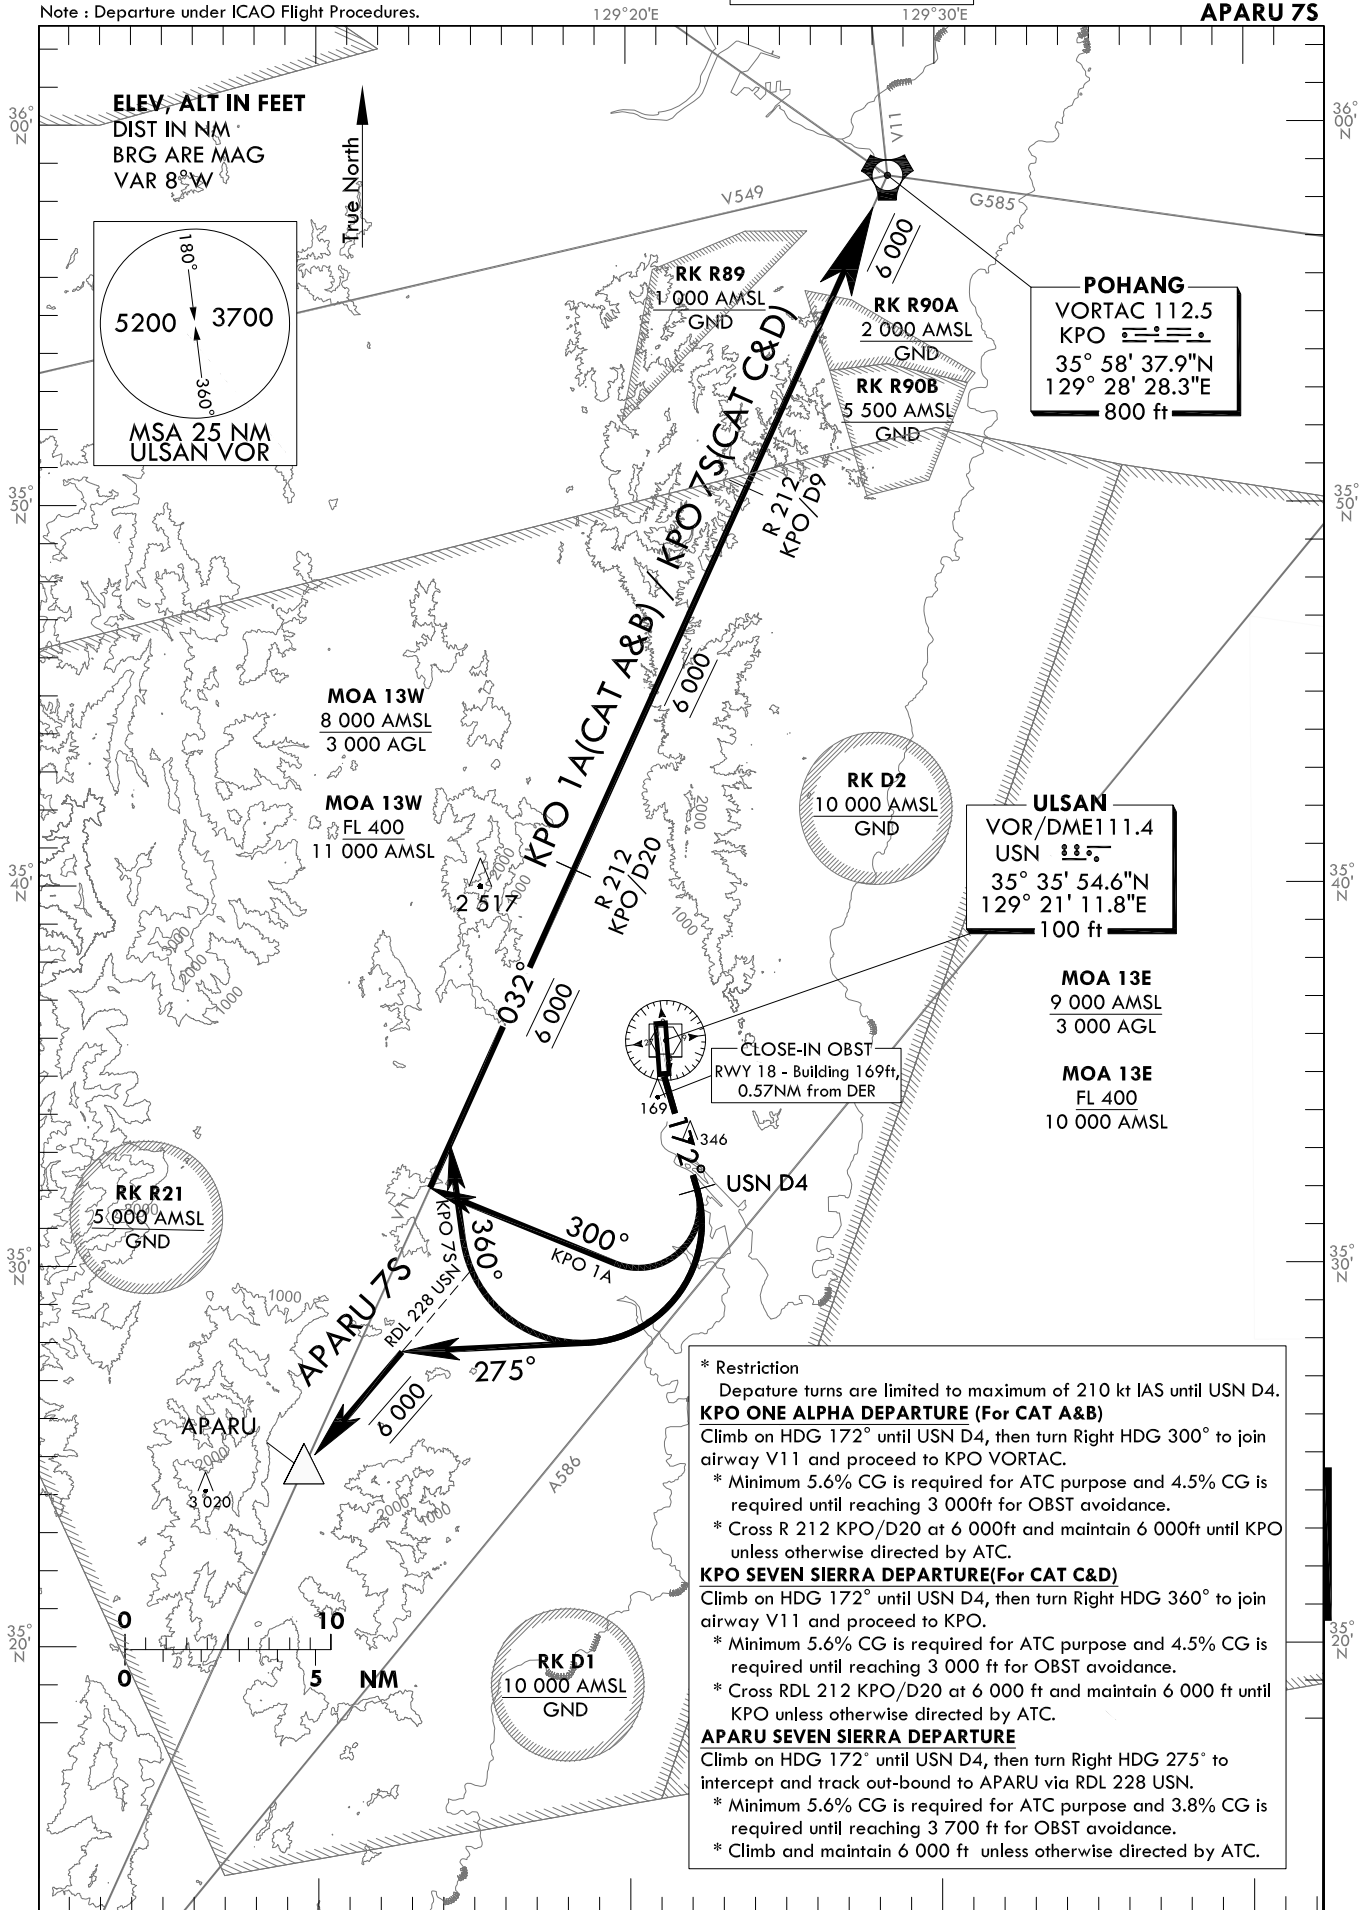 Note : Departure under ICAO Flight Procedures.
129°20'E
129°30'E
APARU 7S
ELEV, ALT IN FEET
DIST IN NM
BRG ARE MAG
VAR 8°W
True North
36° 00' N
36° 00' N
180°
5200
3700
360°
MSA 25 NM
ULSAN VOR
V11
V549
G585
6 000
RK R89
1 000 AMSL
GND
RK R90A
2 000 AMSL
GND
RK R90B
5 500 AMSL
GND
POHANG
VORTAC 112.5
KPO
35° 58' 37.9"N
129° 28' 28.3"E
800 ft
35° 50' N
35° 50' N
KPO 1A(CAT A&B) / KPO 7S(CAT C&D)
R 212
KPO/D9
6 000
MOA 13W
8 000 AMSL
3 000 AGL
MOA 13W
FL 400
11 000 AMSL
RK D2
10 000 AMSL
GND
2000
1000
ULSAN
VOR/DME111.4
USN
35° 35' 54.6"N
129° 21' 11.8"E
100 ft
35° 40' N
35° 40' N
2000
1000
2 517
R 212
KPO/D20
3000
2000
1000
032°
6 000
MOA 13E
9 000 AMSL
3 000 AGL
MOA 13E
FL 400
10 000 AMSL
CLOSE-IN OBST
RWY 18 - Building 169ft,
0.57NM from DER
169
346
172°
USN D4
RK R21
5 000 AMSL
GND
V11
300°
KPO 1A
360°
KPO 7S
RDL 228 USN
35° 30' N
35° 30' N
1000
APARU 7S
275°
6 000
APARU
2000
3 020
A586
2000
1000
0 10
0 5 NM
35° 20' N
35° 20' N
RK D1
10 000 AMSL
GND
* Restriction
Depature turns are limited to maximum of 210 kt IAS until USN D4.
KPO ONE ALPHA DEPARTURE (For CAT A&B)
Climb on HDG 172° until USN D4, then turn Right HDG 300° to join
airway V11 and proceed to KPO VORTAC.
* Minimum 5.6% CG is required for ATC purpose and 4.5% CG is
required until reaching 3 000ft for OBST avoidance.
* Cross R 212 KPO/D20 at 6 000ft and maintain 6 000ft until KPO
unless otherwise directed by ATC.
KPO SEVEN SIERRA DEPARTURE(For CAT C&D)
Climb on HDG 172° until USN D4, then turn Right HDG 360° to join
airway V11 and proceed to KPO.
* Minimum 5.6% CG is required for ATC purpose and 4.5% CG is
required until reaching 3 000 ft for OBST avoidance.
* Cross RDL 212 KPO/D20 at 6 000 ft and maintain 6 000 ft until
KPO unless otherwise directed by ATC.
APARU SEVEN SIERRA DEPARTURE
Climb on HDG 172° until USN D4, then turn Right HDG 275° to
intercept and track out-bound to APARU via RDL 228 USN.
* Minimum 5.6% CG is required for ATC purpose and 3.8% CG is
required until reaching 3 700 ft for OBST avoidance.
* Climb and maintain 6 000 ft unless otherwise directed by ATC.